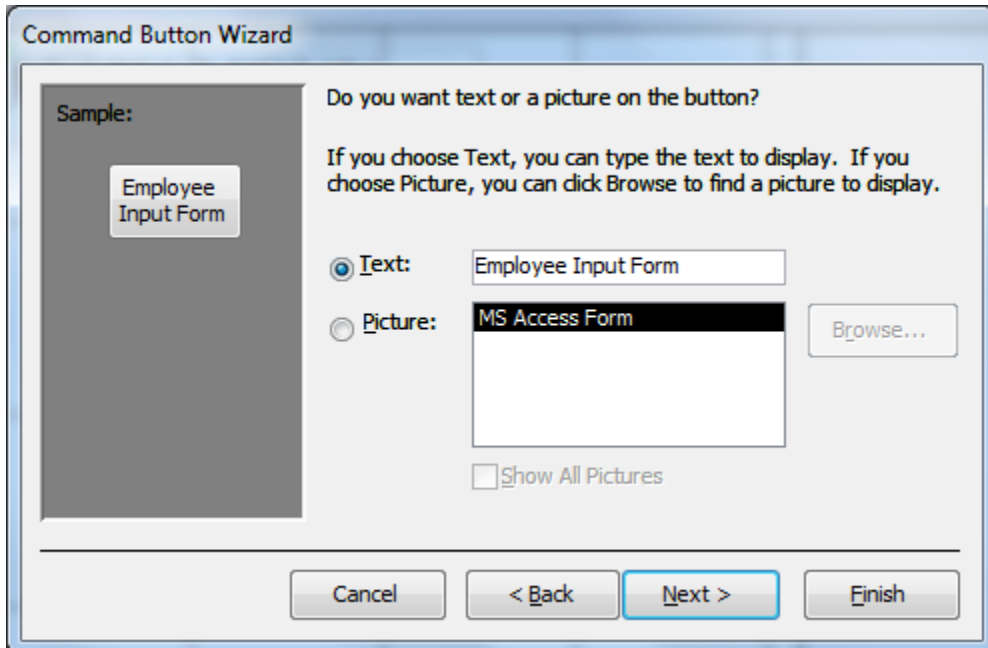 Command Button Wizard
Sample:
Employee
Input Form
Do you want text or a picture on the button?
If you choose Text, you can type the text to display.  If you
choose Picture, you can click Browse to find a picture to display.
Text:
Employee Input Form
Picture:
MS Access Form
Browse...
Show All Pictures
Cancel
< Back
Next >
Finish